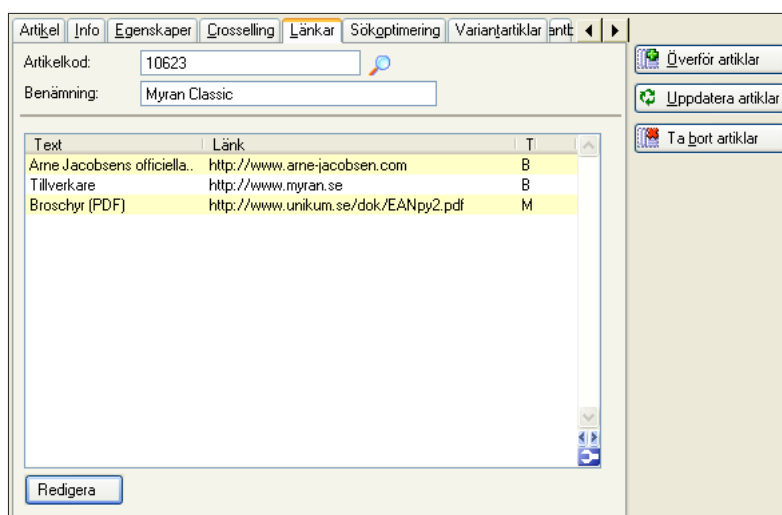 Artikel Info Egenskaper Crosselling Länkar Sökoptimering Variantartiklar
Artikelkod: 10623
Benämning: Myran Classic
Överför artiklar
Uppdatera artiklar
Ta bort artiklar
Text Länk T
Arne Jacobsens officiella.. http://www.arne-jacobsen.com B
Tillverkare http://www.myran.se B
Broschyr (PDF) http://www.unikum.se/dok/EANpy2.pdf M
Redigera